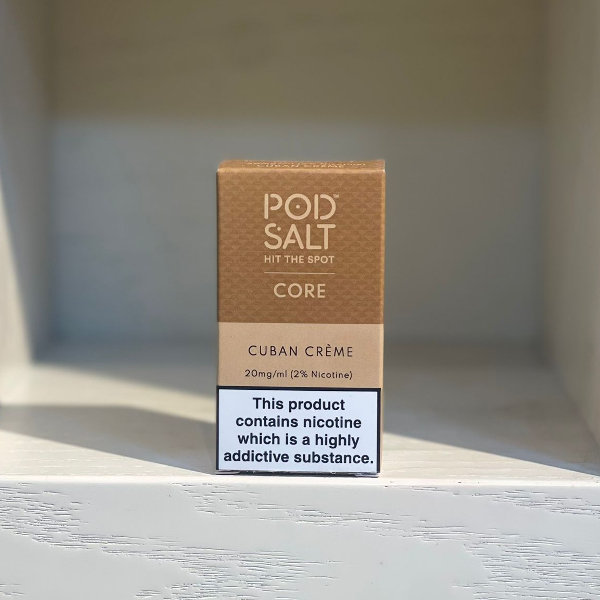 POD™
SALT
HIT THE SPOT
CORE
CUBAN CRÈME
20mg/ml (2% Nicotine)
This product
contains nicotine
which is a highly
addictive substance.